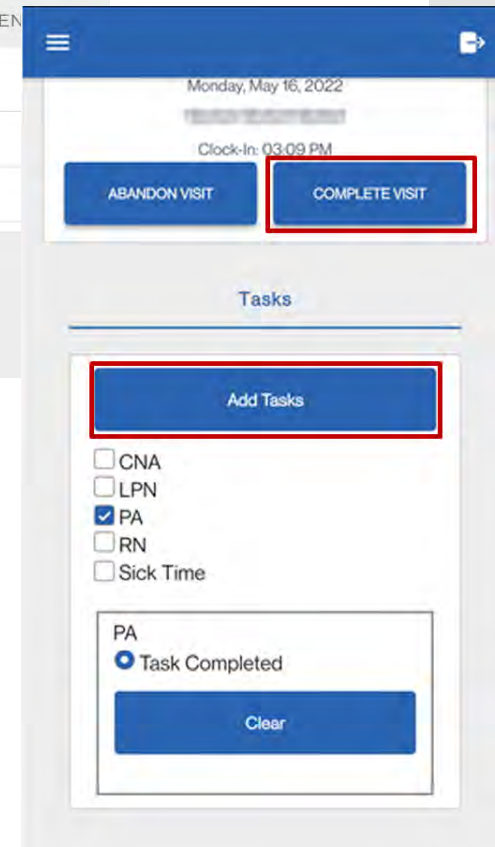 EN
Monday, May 16, 2022
Clock-In: 03:09 PM
ABANDON VISIT
COMPLETE VISIT
Tasks
Add Tasks
CNA
LPN
PA
RN
Sick Time
PA
Task Completed
Clear